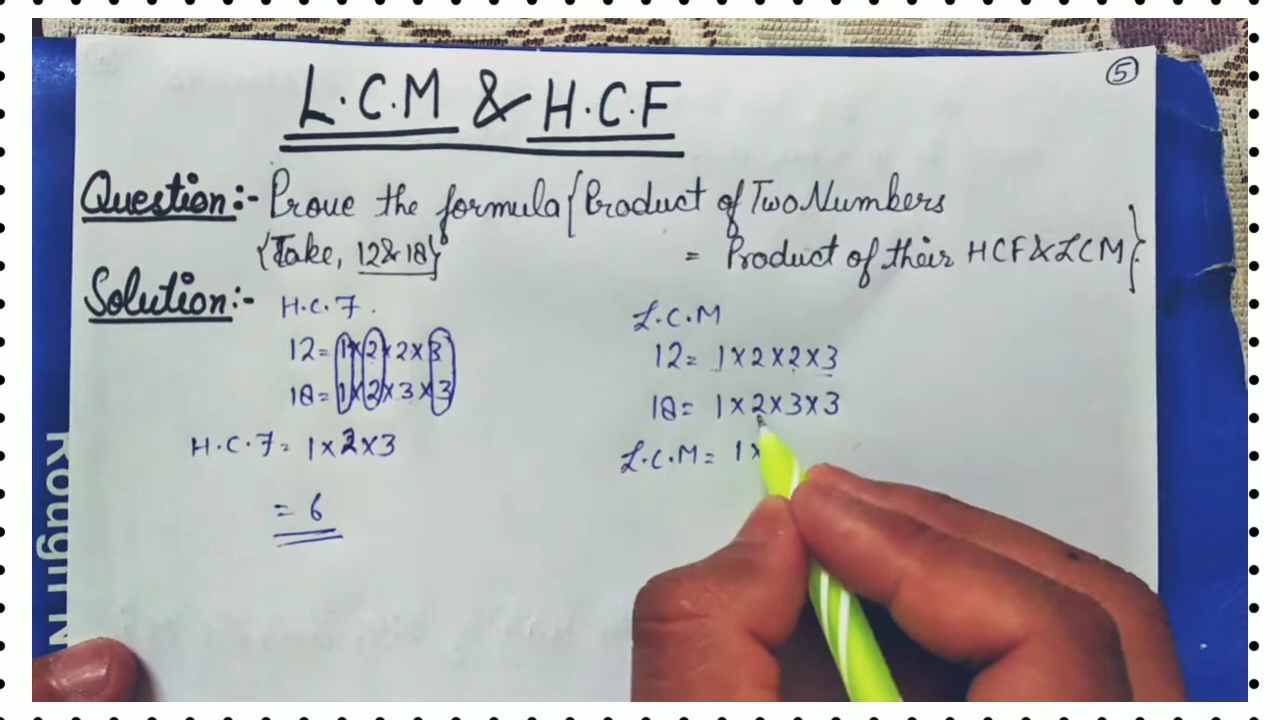 5
L.C.M & H.C.F
Question:- Prove the formula {Product of Two Numbers
{Take, 12 & 18} = Product of their HCF & LCM}
Solution:-
H.C.F.
12= 1×2×2×3
18= 1×2×3×3
H.C.F= 1×2×3
= 6
L.C.M
12= 1×2×2×3
18= 1×2×3×3
L.C.M= 1×
Rough N